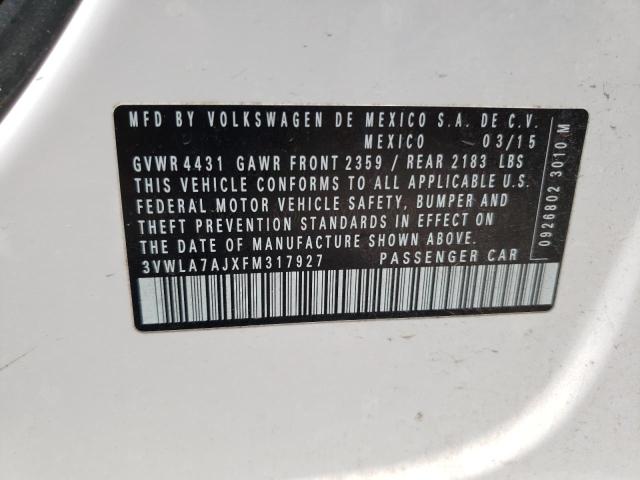 MFD BY VOLKSWAGEN DE MEXICO S.A. DE C.V.
MEXICO 03/15
GVWR 4431 GAWR FRONT 2359 / REAR 2183 LBS
THIS VEHICLE CONFORMS TO ALL APPLICABLE U.S.
FEDERAL MOTOR VEHICLE SAFETY, BUMPER AND
THEFT PREVENTION STANDARDS IN EFFECT ON
THE DATE OF MANUFACTURE SHOWN ABOVE.
3VWLA7AJXFM317927 PASSENGER CAR
0926802 3010 M